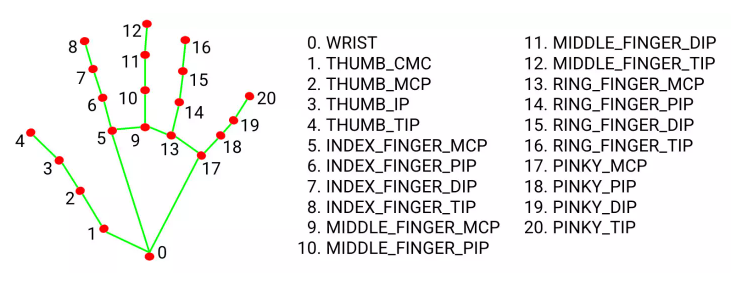 12
8
16
11
7
15
6
10
14
20
5
9
13
19
18
4
17
3
2
1
0
0. WRIST
1. THUMB_CMC
2. THUMB_MCP
3. THUMB_IP
4. THUMB_TIP
5. INDEX_FINGER_MCP
6. INDEX_FINGER_PIP
7. INDEX_FINGER_DIP
8. INDEX_FINGER_TIP
9. MIDDLE_FINGER_MCP
10. MIDDLE_FINGER_PIP
11. MIDDLE_FINGER_DIP
12. MIDDLE_FINGER_TIP
13. RING_FINGER_MCP
14. RING_FINGER_PIP
15. RING_FINGER_DIP
16. RING_FINGER_TIP
17. PINKY_MCP
18. PINKY_PIP
19. PINKY_DIP
20. PINKY_TIP